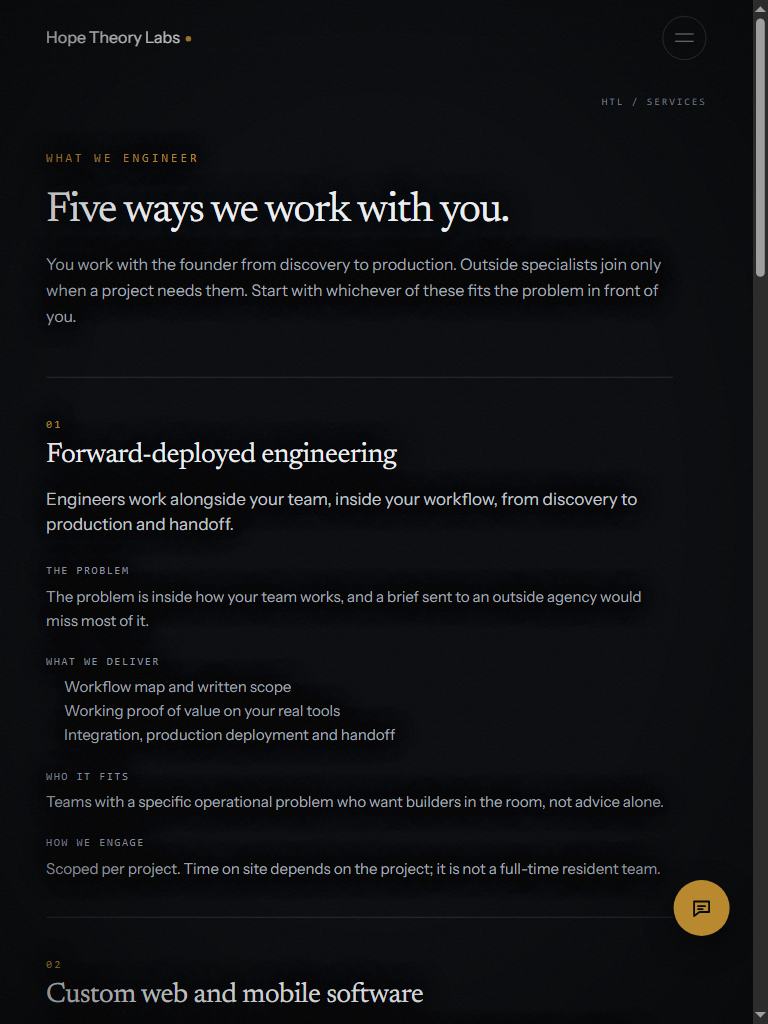 Hope Theory Labs
HTL / SERVICES
WHAT WE ENGINEER
Five ways we work with you.
You work with the founder from discovery to production. Outside specialists join only
when a project needs them. Start with whichever of these fits the problem in front of
you.
01
Forward-deployed engineering
Engineers work alongside your team, inside your workflow, from discovery to
production and handoff.
THE PROBLEM
The problem is inside how your team works, and a brief sent to an outside agency would
miss most of it.
WHAT WE DELIVER
Workflow map and written scope
Working proof of value on your real tools
Integration, production deployment and handoff
WHO IT FITS
Teams with a specific operational problem who want builders in the room, not advice alone.
HOW WE ENGAGE
Scoped per project. Time on site depends on the project; it is not a full-time resident team.
02
Custom web and mobile software